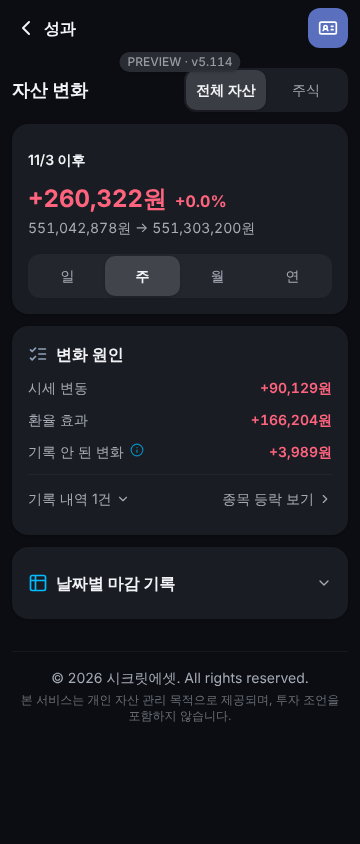 성과
PREVIEW · v5.114
자산 변화
전체 자산
주식
11/3 이후
+260,322원 +0.0%
551,042,878원 → 551,303,200원
일 주 월 연
변화 원인
시세 변동 +90,129원
환율 효과 +166,204원
기록 안 된 변화 +3,989원
기록 내역 1건 종목 등락 보기
날짜별 마감 기록
© 2026 시크릿에셋. All rights reserved.
본 서비스는 개인 자산 관리 목적으로 제공되며, 투자 조언을
포함하지 않습니다.